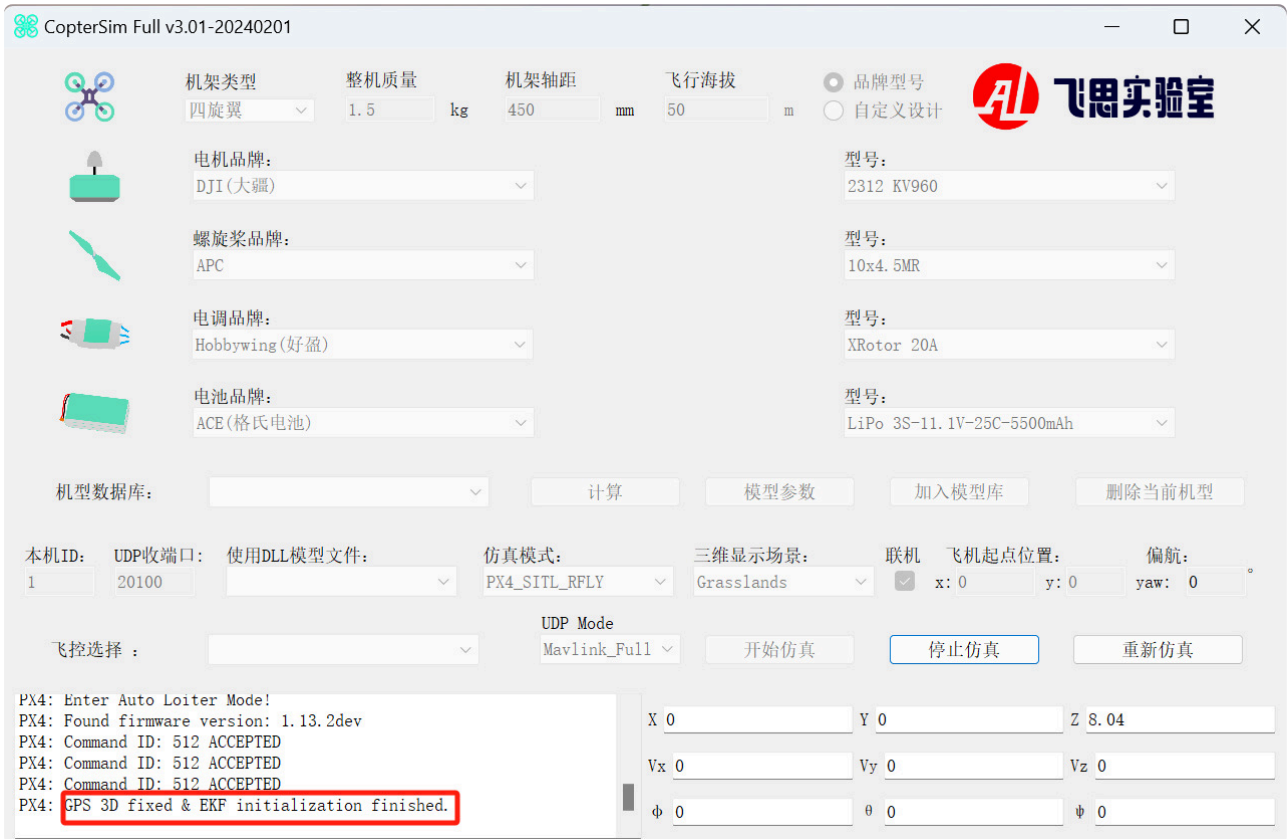 CopterSim Full v3.01-20240201
机架类型 整机质量 机架轴距 飞行海拔 品牌型号
四旋翼 1.5 kg 450 mm 50 m 自定义设计
飞思实验室
电机品牌: 型号:
DJI(大疆) 2312 KV960
螺旋桨品牌: 型号:
APC 10x4.5MR
电调品牌: 型号:
Hobbywing(好盈) XRotor 20A
电池品牌: 型号:
ACE(格氏电池) LiPo 3S-11.1V-25C-5500mAh
机型数据库: 计算 模型参数 加入模型库 删除当前机型
本机ID: UDP收端口: 使用DLL模型文件: 仿真模式: 三维显示场景: 联机 飞机起点位置: 偏航:
1 20100 PX4_SITL_RFLY Grasslands x: 0 y: 0 yaw: 0 °
UDP Mode
飞控选择 : Mavlink_Full 开始仿真 停止仿真 重新仿真
PX4: Enter Auto Loiter Mode!
PX4: Found firmware version: 1.13.2dev
PX4: Command ID: 512 ACCEPTED
PX4: Command ID: 512 ACCEPTED
PX4: Command ID: 512 ACCEPTED
PX4: GPS 3D fixed & EKF initialization finished.
X 0 Y 0 Z 8.04
Vx 0 Vy 0 Vz 0
ϕ 0 θ 0 ψ 0